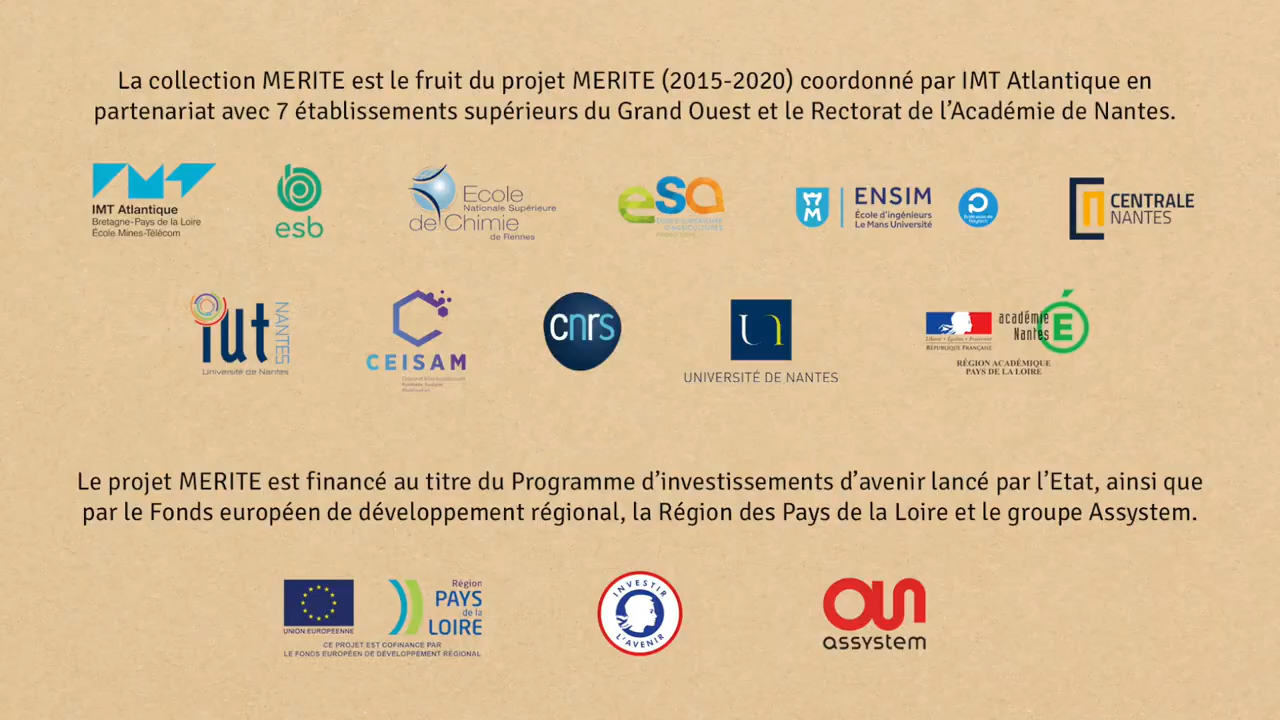 La collection MERITE est le fruit du projet MERITE (2015-2020) coordonné par IMT Atlantique en
partenariat avec 7 établissements supérieurs du Grand Ouest et le Rectorat de l'Académie de Nantes.
IMT Atlantique
Bretagne-Pays de la Loire
École Mines-Télécom
esb
Ecole
Nationale Supérieure
de Chimie
de Rennes
esa
ENSIM
École d'ingénieurs
Le Mans Université
CENTRALE
NANTES
iut
NANTES
Université de Nantes
CEISAM
cnrs
UN
UNIVERSITÉ DE NANTES
Liberté • Égalité • Fraternité
RÉPUBLIQUE FRANÇAISE
académie
Nantes
É
RÉGION ACADÉMIQUE
PAYS DE LA LOIRE
Le projet MERITE est financé au titre du Programme d'investissements d'avenir lancé par l'Etat, ainsi que
par le Fonds européen de développement régional, la Région des Pays de la Loire et le groupe Assystem.
UNION EUROPÉENNE
Région
PAYS
de la
LOIRE
CE PROJET EST COFINANCÉ PAR
LE FONDS EUROPÉEN DE DÉVELOPPEMENT RÉGIONAL
INVESTIR
L'AVENIR
assystem